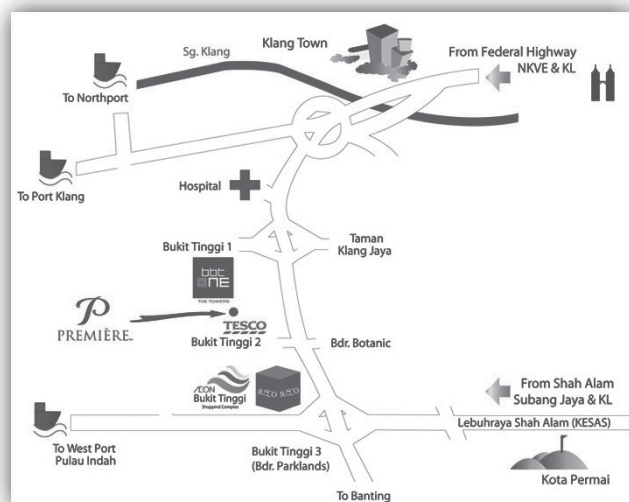 Klang Town
Sg. Klang
From Federal Highway
NKVE & KL
To Northport
Hospital
To Port Klang
Bukit Tinggi 1
Taman
Klang Jaya
bbt
ONE
THE TOWERS
P
PREMIÈRE
TESCO
Bukit Tinggi 2
Bdr. Botanic
ÆON
Bukit Tinggi
Shopping Complex
JUSCO JUSCO
From Shah Alam
Subang Jaya & KL
Lebuhraya Shah Alam (KESAS)
To West Port
Pulau Indah
Bukit Tinggi 3
(Bdr. Parklands)
Kota Permai
To Banting